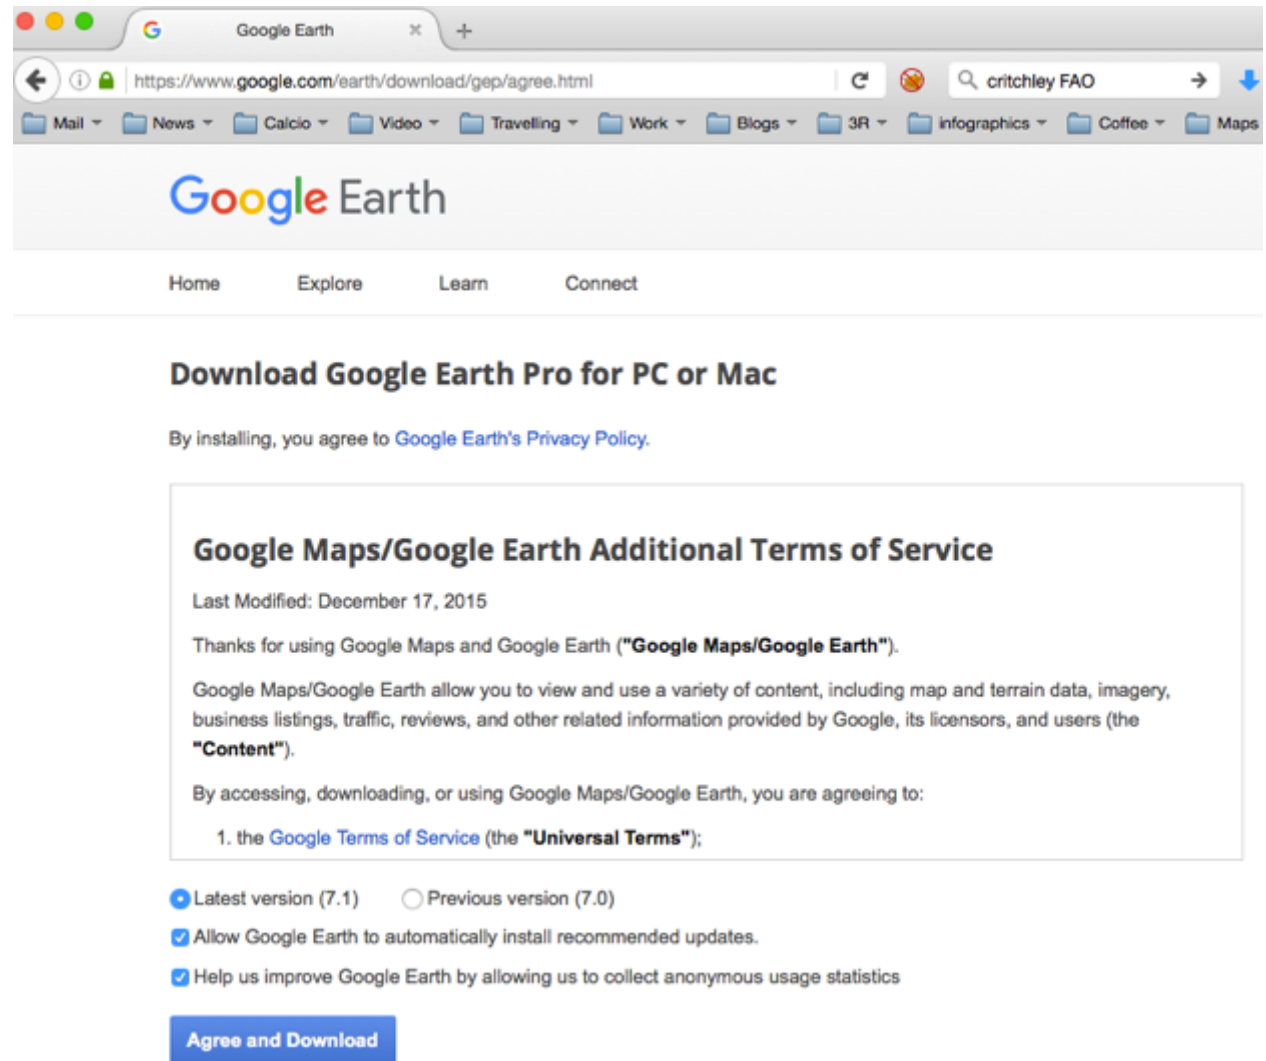 Google Earth
https://www.google.com/earth/download/gep/agree.html
critchley FAO
Mail News Calcio Video Travelling Work Blogs 3R infographics Coffee Maps
Google Earth
Home Explore Learn Connect
Download Google Earth Pro for PC or Mac
By installing, you agree to Google Earth's Privacy Policy.
Google Maps/Google Earth Additional Terms of Service
Last Modified: December 17, 2015
Thanks for using Google Maps and Google Earth ("Google Maps/Google Earth").
Google Maps/Google Earth allow you to view and use a variety of content, including map and terrain data, imagery,
business listings, traffic, reviews, and other related information provided by Google, its licensors, and users (the
"Content").
By accessing, downloading, or using Google Maps/Google Earth, you are agreeing to:
1. the Google Terms of Service (the "Universal Terms");
Latest version (7.1) Previous version (7.0)
Allow Google Earth to automatically install recommended updates.
Help us improve Google Earth by allowing us to collect anonymous usage statistics
Agree and Download